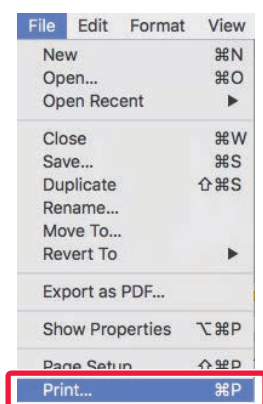 File Edit Format View
New ⌘N
Open... ⌘O
Open Recent ▶
Close ⌘W
Save... ⌘S
Duplicate ⇧⌘S
Rename...
Move To...
Revert To ▶
Export as PDF...
Show Properties ⌥⌘P
Page Setup ⇧⌘P
Print... ⌘P